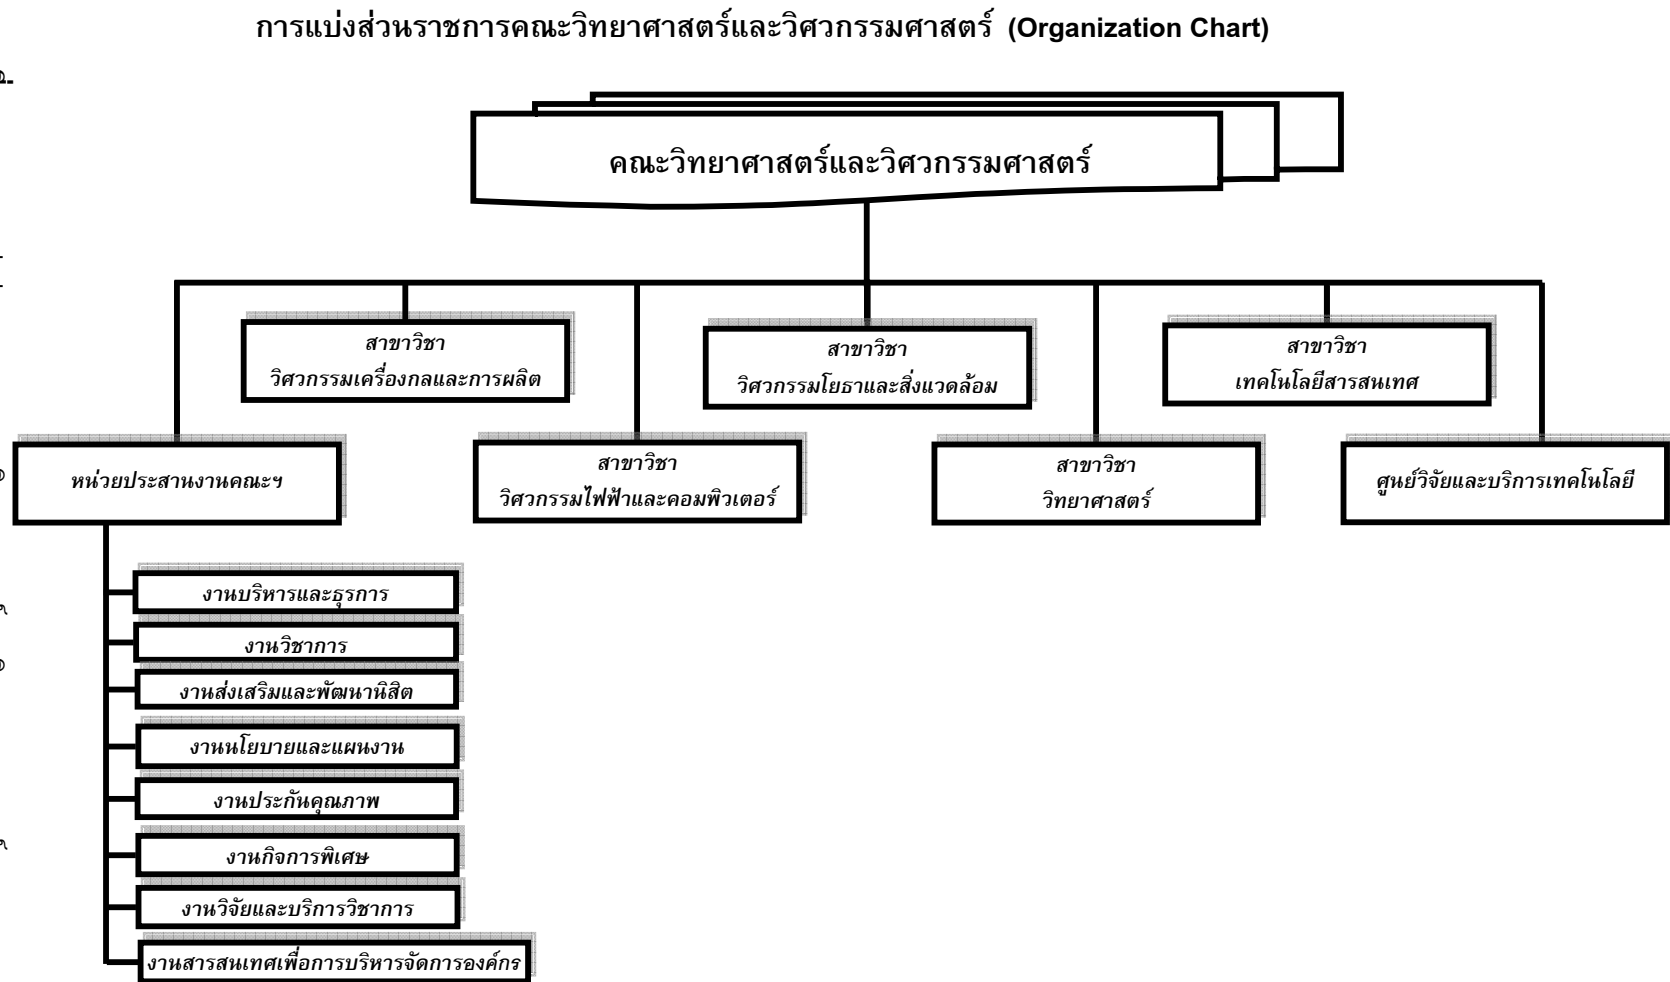 การแบ่งส่วนราชการคณะวิทยาศาสตร์และวิศวกรรมศาสตร์ (Organization Chart)
คณะวิทยาศาสตร์และวิศวกรรมศาสตร์
สาขาวิชา
วิศวกรรมเครื่องกลและการผลิต
สาขาวิชา
วิศวกรรมโยธาและสิ่งแวดล้อม
สาขาวิชา
เทคโนโลยีสารสนเทศ
หน่วยประสานงานคณะฯ
สาขาวิชา
วิศวกรรมไฟฟ้าและคอมพิวเตอร์
สาขาวิชา
วิทยาศาสตร์
ศูนย์วิจัยและบริการเทคโนโลยี
งานบริหารและธุรการ
งานวิชาการ
งานส่งเสริมและพัฒนานิสิต
งานนโยบายและแผนงาน
งานประกันคุณภาพ
งานกิจการพิเศษ
งานวิจัยและบริการวิชาการ
งานสารสนเทศเพื่อการบริหารจัดการองค์กร